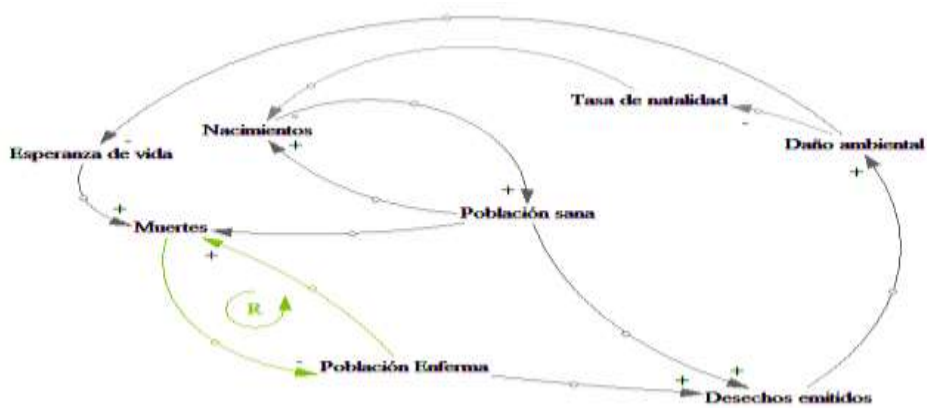 Tasa de natalidad
Nacimientos
Daño ambiental
Esperanza de vida
Población sana
Muertes
R
Población Enferma
Desechos emitidos